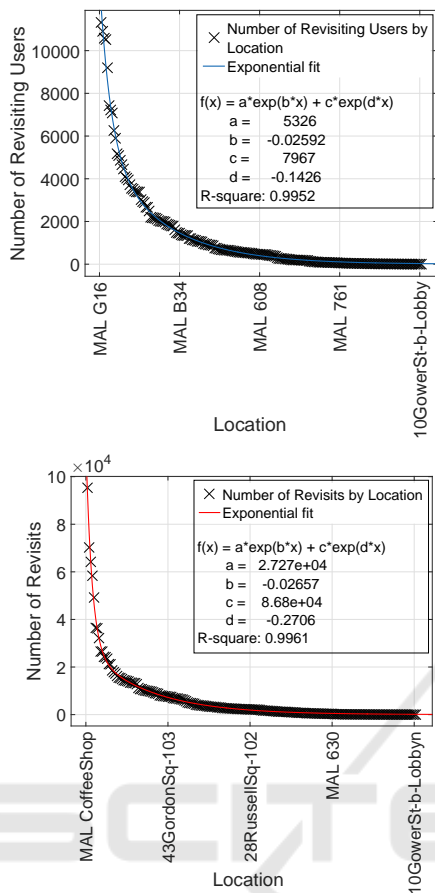 10000
8000
6000
4000
2000
0
Number of Revisiting Users
Number of Revisiting Users by
Location
Exponential fit
f(x) = a*exp(b*x) + c*exp(d*x)
a = 5326
b = -0.02592
c = 7967
d = -0.1426
R-square: 0.9952
MAL G16
MAL B34
MAL 608
MAL 761
10GowerSt-b-Lobby
Location
× 10^4
10
8
6
4
2
0
Number of Revisits
Number of Revisits by Location
Exponential fit
f(x) = a*exp(b*x) + c*exp(d*x)
a = 2.727e+04
b = -0.02657
c = 8.68e+04
d = -0.2706
R-square: 0.9961
MAL CoffeeShop
43GordonSq-103
28RussellSq-102
MAL 630
10GowerSt-b-Lobbyn
Location
SCITE